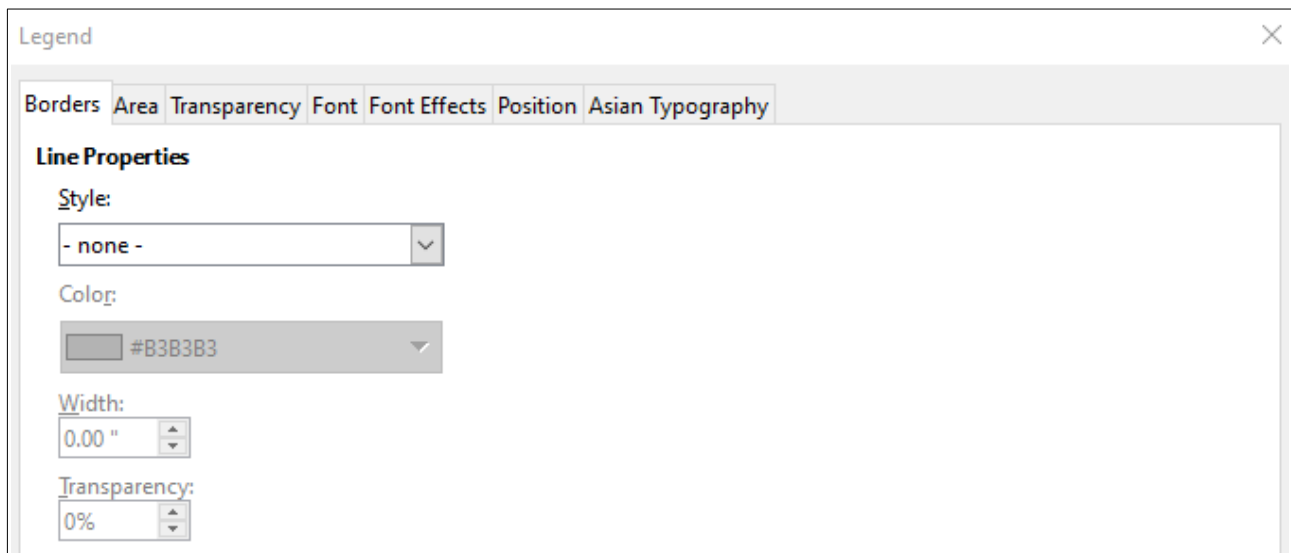 Legend
Borders Area Transparency Font Font Effects Position Asian Typography
Line Properties
Style:
- none -
Color:
#B3B3B3
Width:
0.00 "
Transparency:
0%